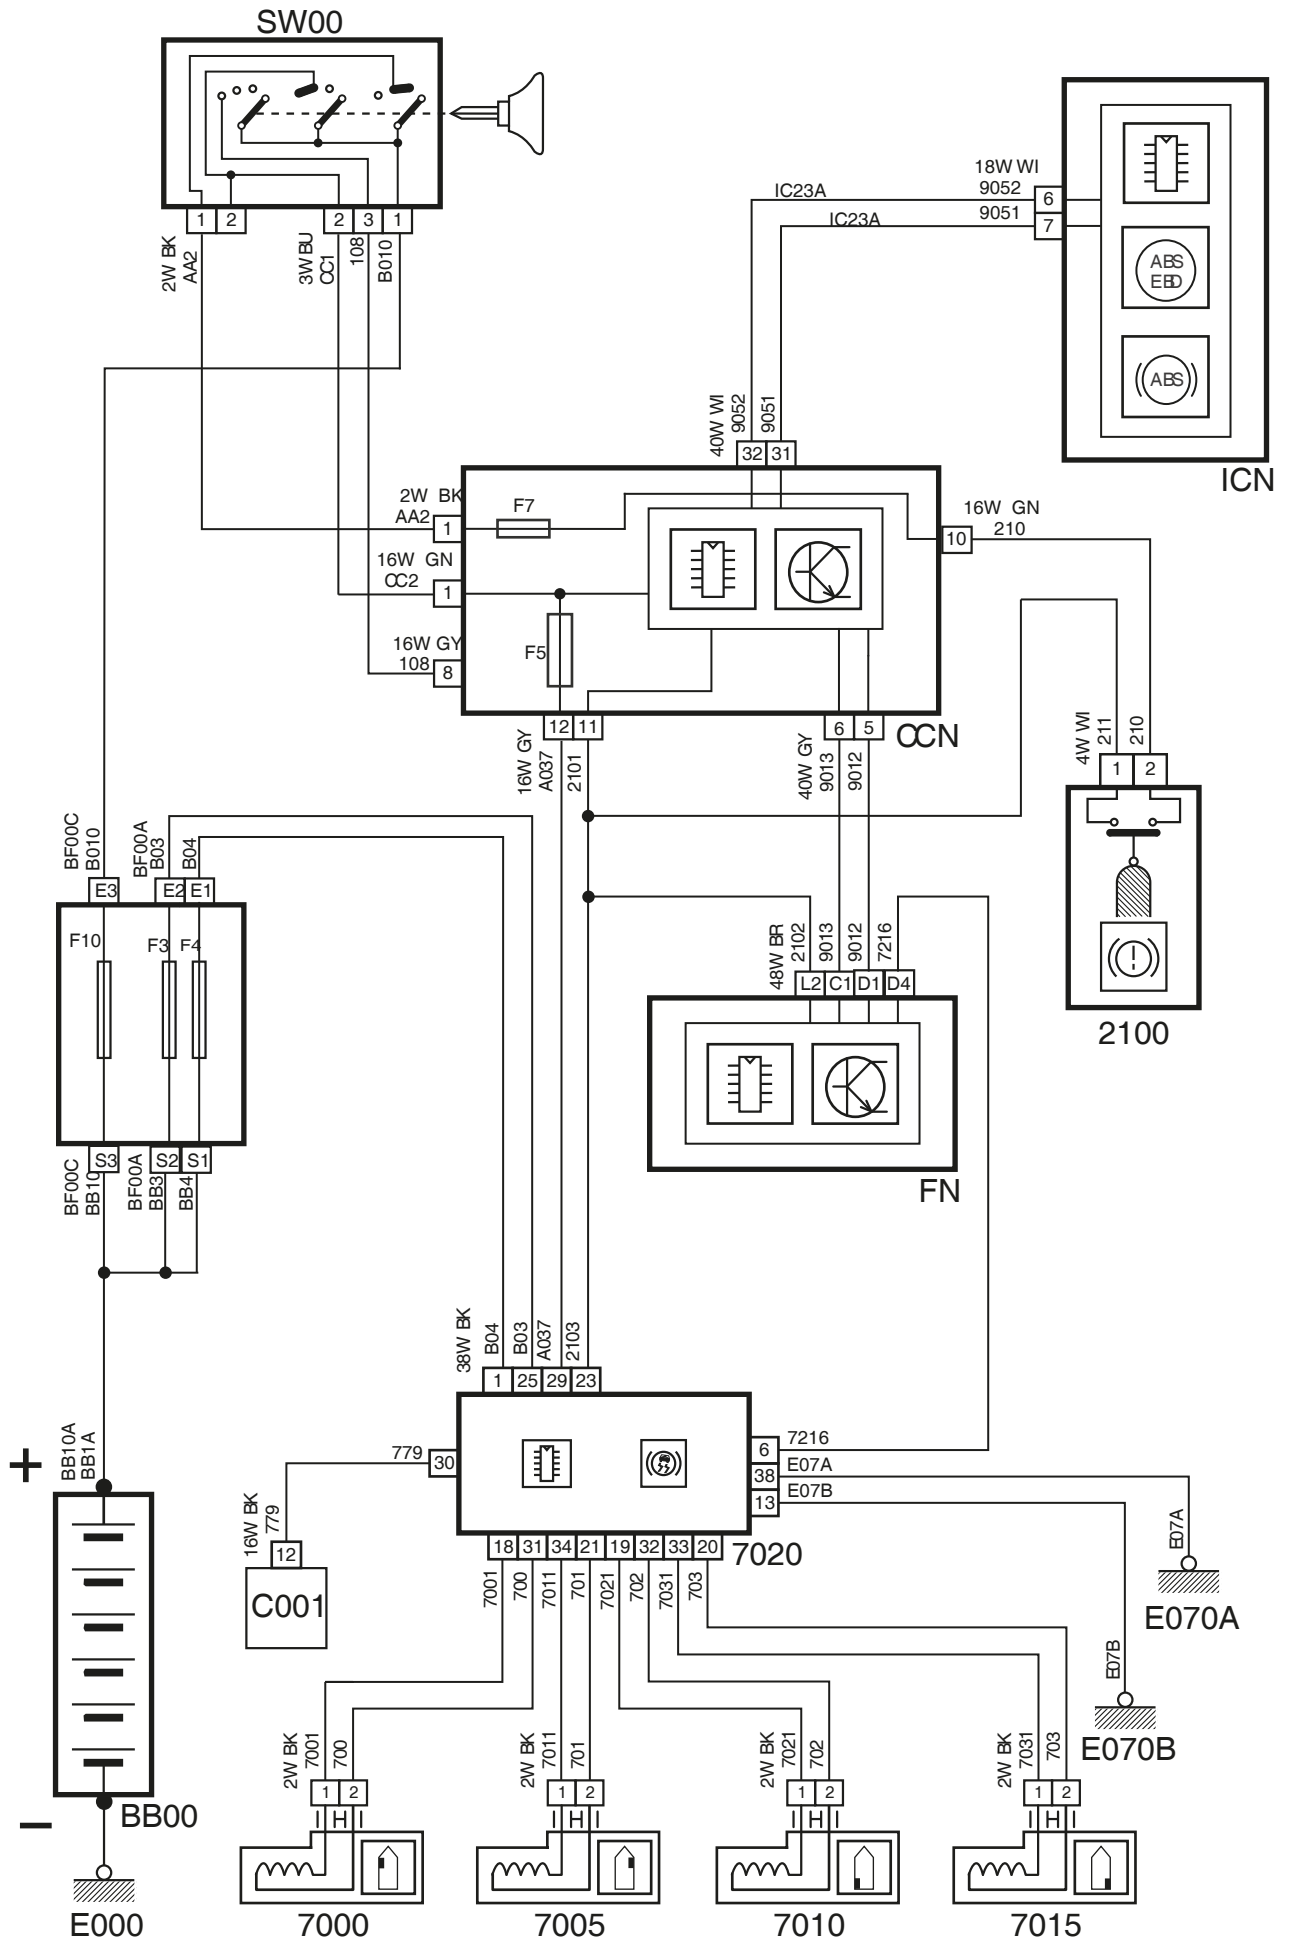 SW00
1 2 2 3 1
2W BK
AA2
3W BU
CC1
108
B010
18W WI
IC23A 9052 6
IC23A 9051 7
ABS
EBD
ABS
ICN
40W WI
9052
9051
32 31
2W BK
AA2 1
F7
16W GN
CC2 1
16W GN
210
10
16W GY
108 8
F5
12 11
6 5
CCN
16W GY
A037
2101
40W GY
9013
9012
4W WI
211
210
1 2
2100
BF00C
B010
BF00A
B03
B04
E3 E2 E1
F10 F3 F4
S3 S2 S1
BF00C
BB10
BF00A
BB3
BB4
48W BR
2102
9013
9012
7216
L2 C1 D1 D4
FN
38W BK
B04
B03
A037
2103
1 25 29 23
779 30
6 7216
38 E07A
13 E07B
18 31 34 21 19 32 33 20
7020
7001
700
7011
701
7021
702
7031
703
16W BK
779
12
C001
E07A
E070A
E07B
E070B
+
BB10A
BB1A
–
BB00
E000
2W BK
7001
700
1 2
H
7000
2W BK
7011
701
1 2
H
7005
2W BK
7021
702
1 2
H
7010
2W BK
7031
703
1 2
H
7015